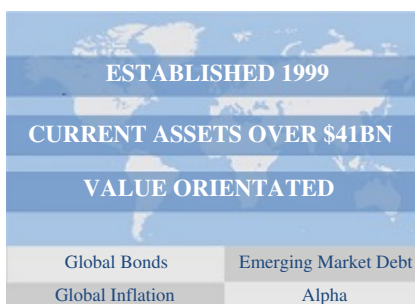 ESTABLISHED 1999
CURRENT ASSETS OVER $41BN
VALUE ORIENTATED
Global Bonds Emerging Market Debt
Global Inflation Alpha